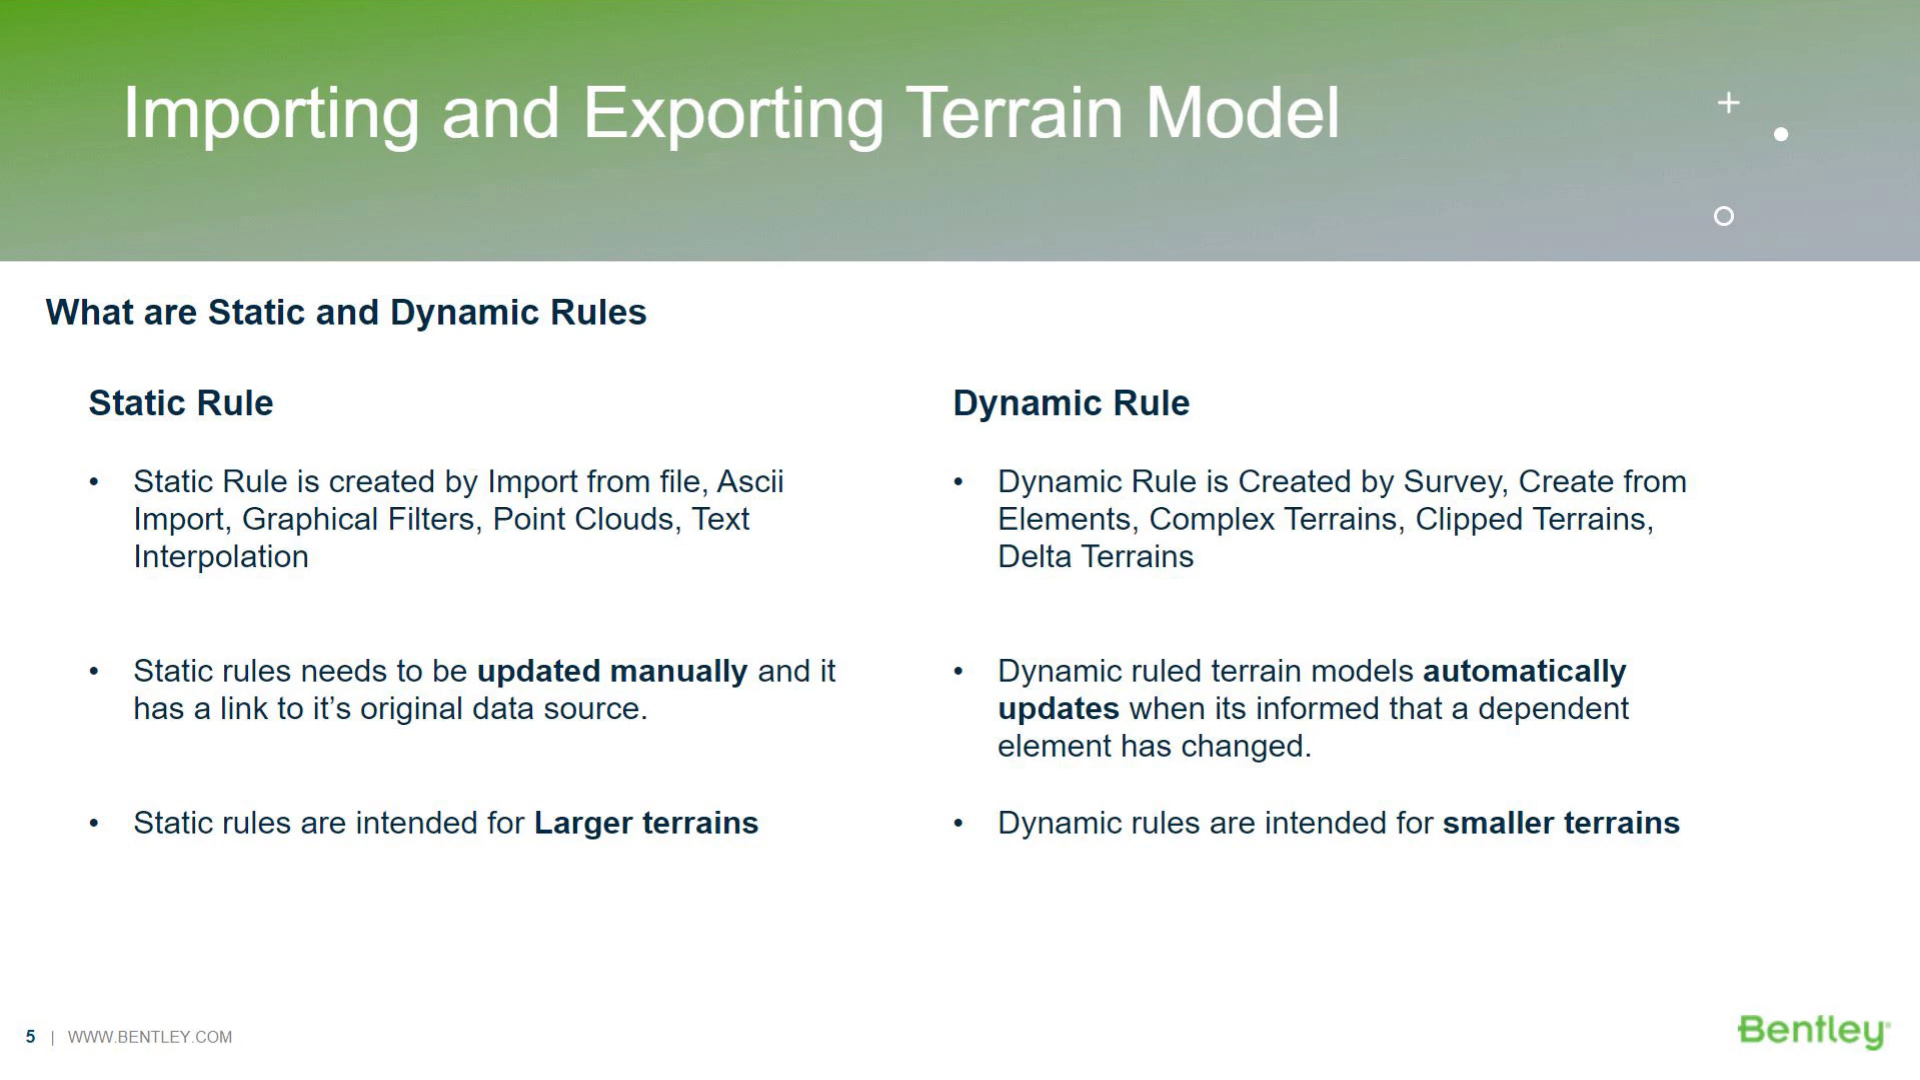 Importing and Exporting Terrain Model
What are Static and Dynamic Rules
Static Rule
• Static Rule is created by Import from file, Ascii
Import, Graphical Filters, Point Clouds, Text
Interpolation
• Static rules needs to be updated manually and it
has a link to it’s original data source.
• Static rules are intended for Larger terrains
Dynamic Rule
• Dynamic Rule is Created by Survey, Create from
Elements, Complex Terrains, Clipped Terrains,
Delta Terrains
• Dynamic ruled terrain models automatically
updates when its informed that a dependent
element has changed.
• Dynamic rules are intended for smaller terrains
5 | WWW.BENTLEY.COM
Bentley